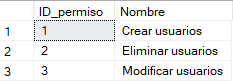 ID_permiso Nombre
1 1 Crear usuarios
2 2 Eliminar usuarios
3 3 Modificar usuarios